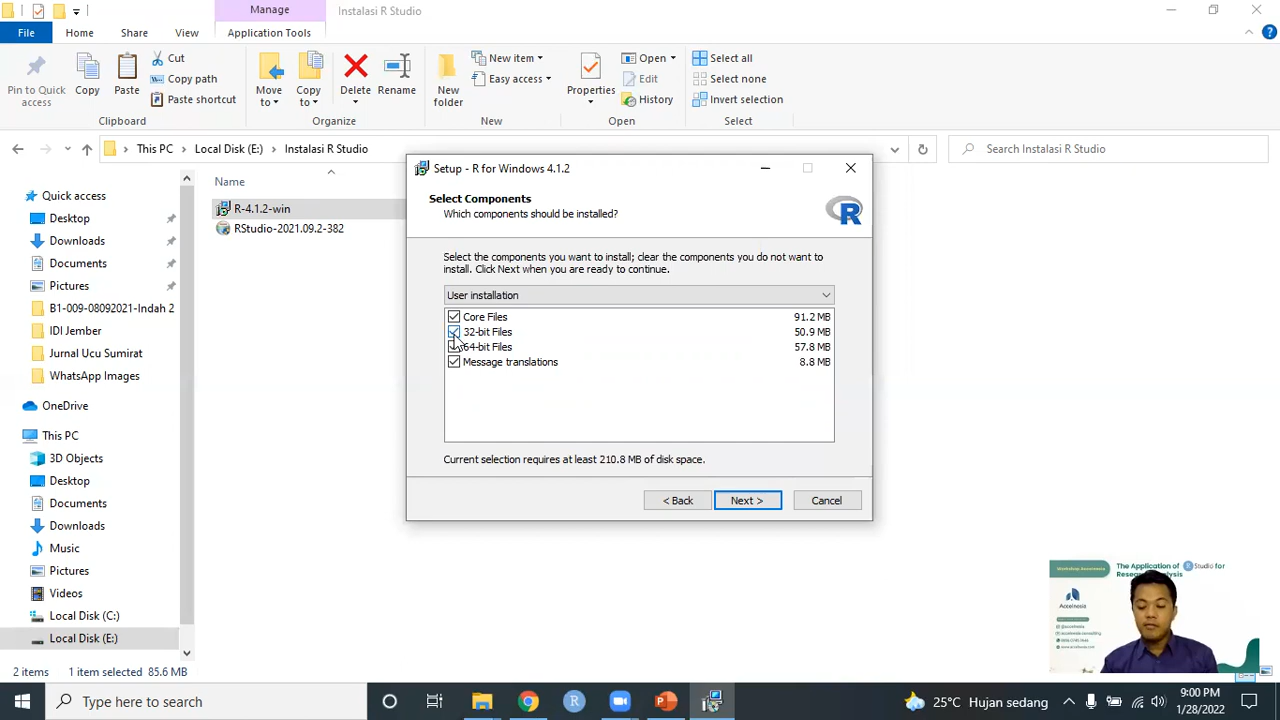 Manage
Instalasi R Studio
File
Home
Share
View
Application Tools
Pin to Quick access
Copy
Paste
Cut
Copy path
Paste shortcut
Move to
Copy to
Delete
Rename
New folder
New item
Easy access
Properties
Open
Edit
History
Select all
Select none
Invert selection
Clipboard
Organize
New
Open
Select
This PC
Local Disk (E:)
Instalasi R Studio
Search Instalasi R Studio
Quick access
Desktop
Downloads
Documents
Pictures
B1-009-08092021-Indah 2
IDI Jember
Jurnal Ucu Sumirat
WhatsApp Images
OneDrive
This PC
3D Objects
Desktop
Documents
Downloads
Music
Pictures
Videos
Local Disk (C:)
Local Disk (E:)
Name
R-4.1.2-win
RStudio-2021.09.2-382
Setup - R for Windows 4.1.2
Select Components
Which components should be installed?
R
Select the components you want to install; clear the components you do not want to
install. Click Next when you are ready to continue.
User installation
Core Files 91.2 MB
32-bit Files 50.9 MB
64-bit Files 57.8 MB
Message translations 8.8 MB
Current selection requires at least 210.8 MB of disk space.
< Back
Next >
Cancel
Workshop Accelnesia
The Application of R Studio for
Accelnesia
2 items
1 item selected 85.6 MB
Type here to search
25°C Hujan sedang
9:00 PM
1/28/2022